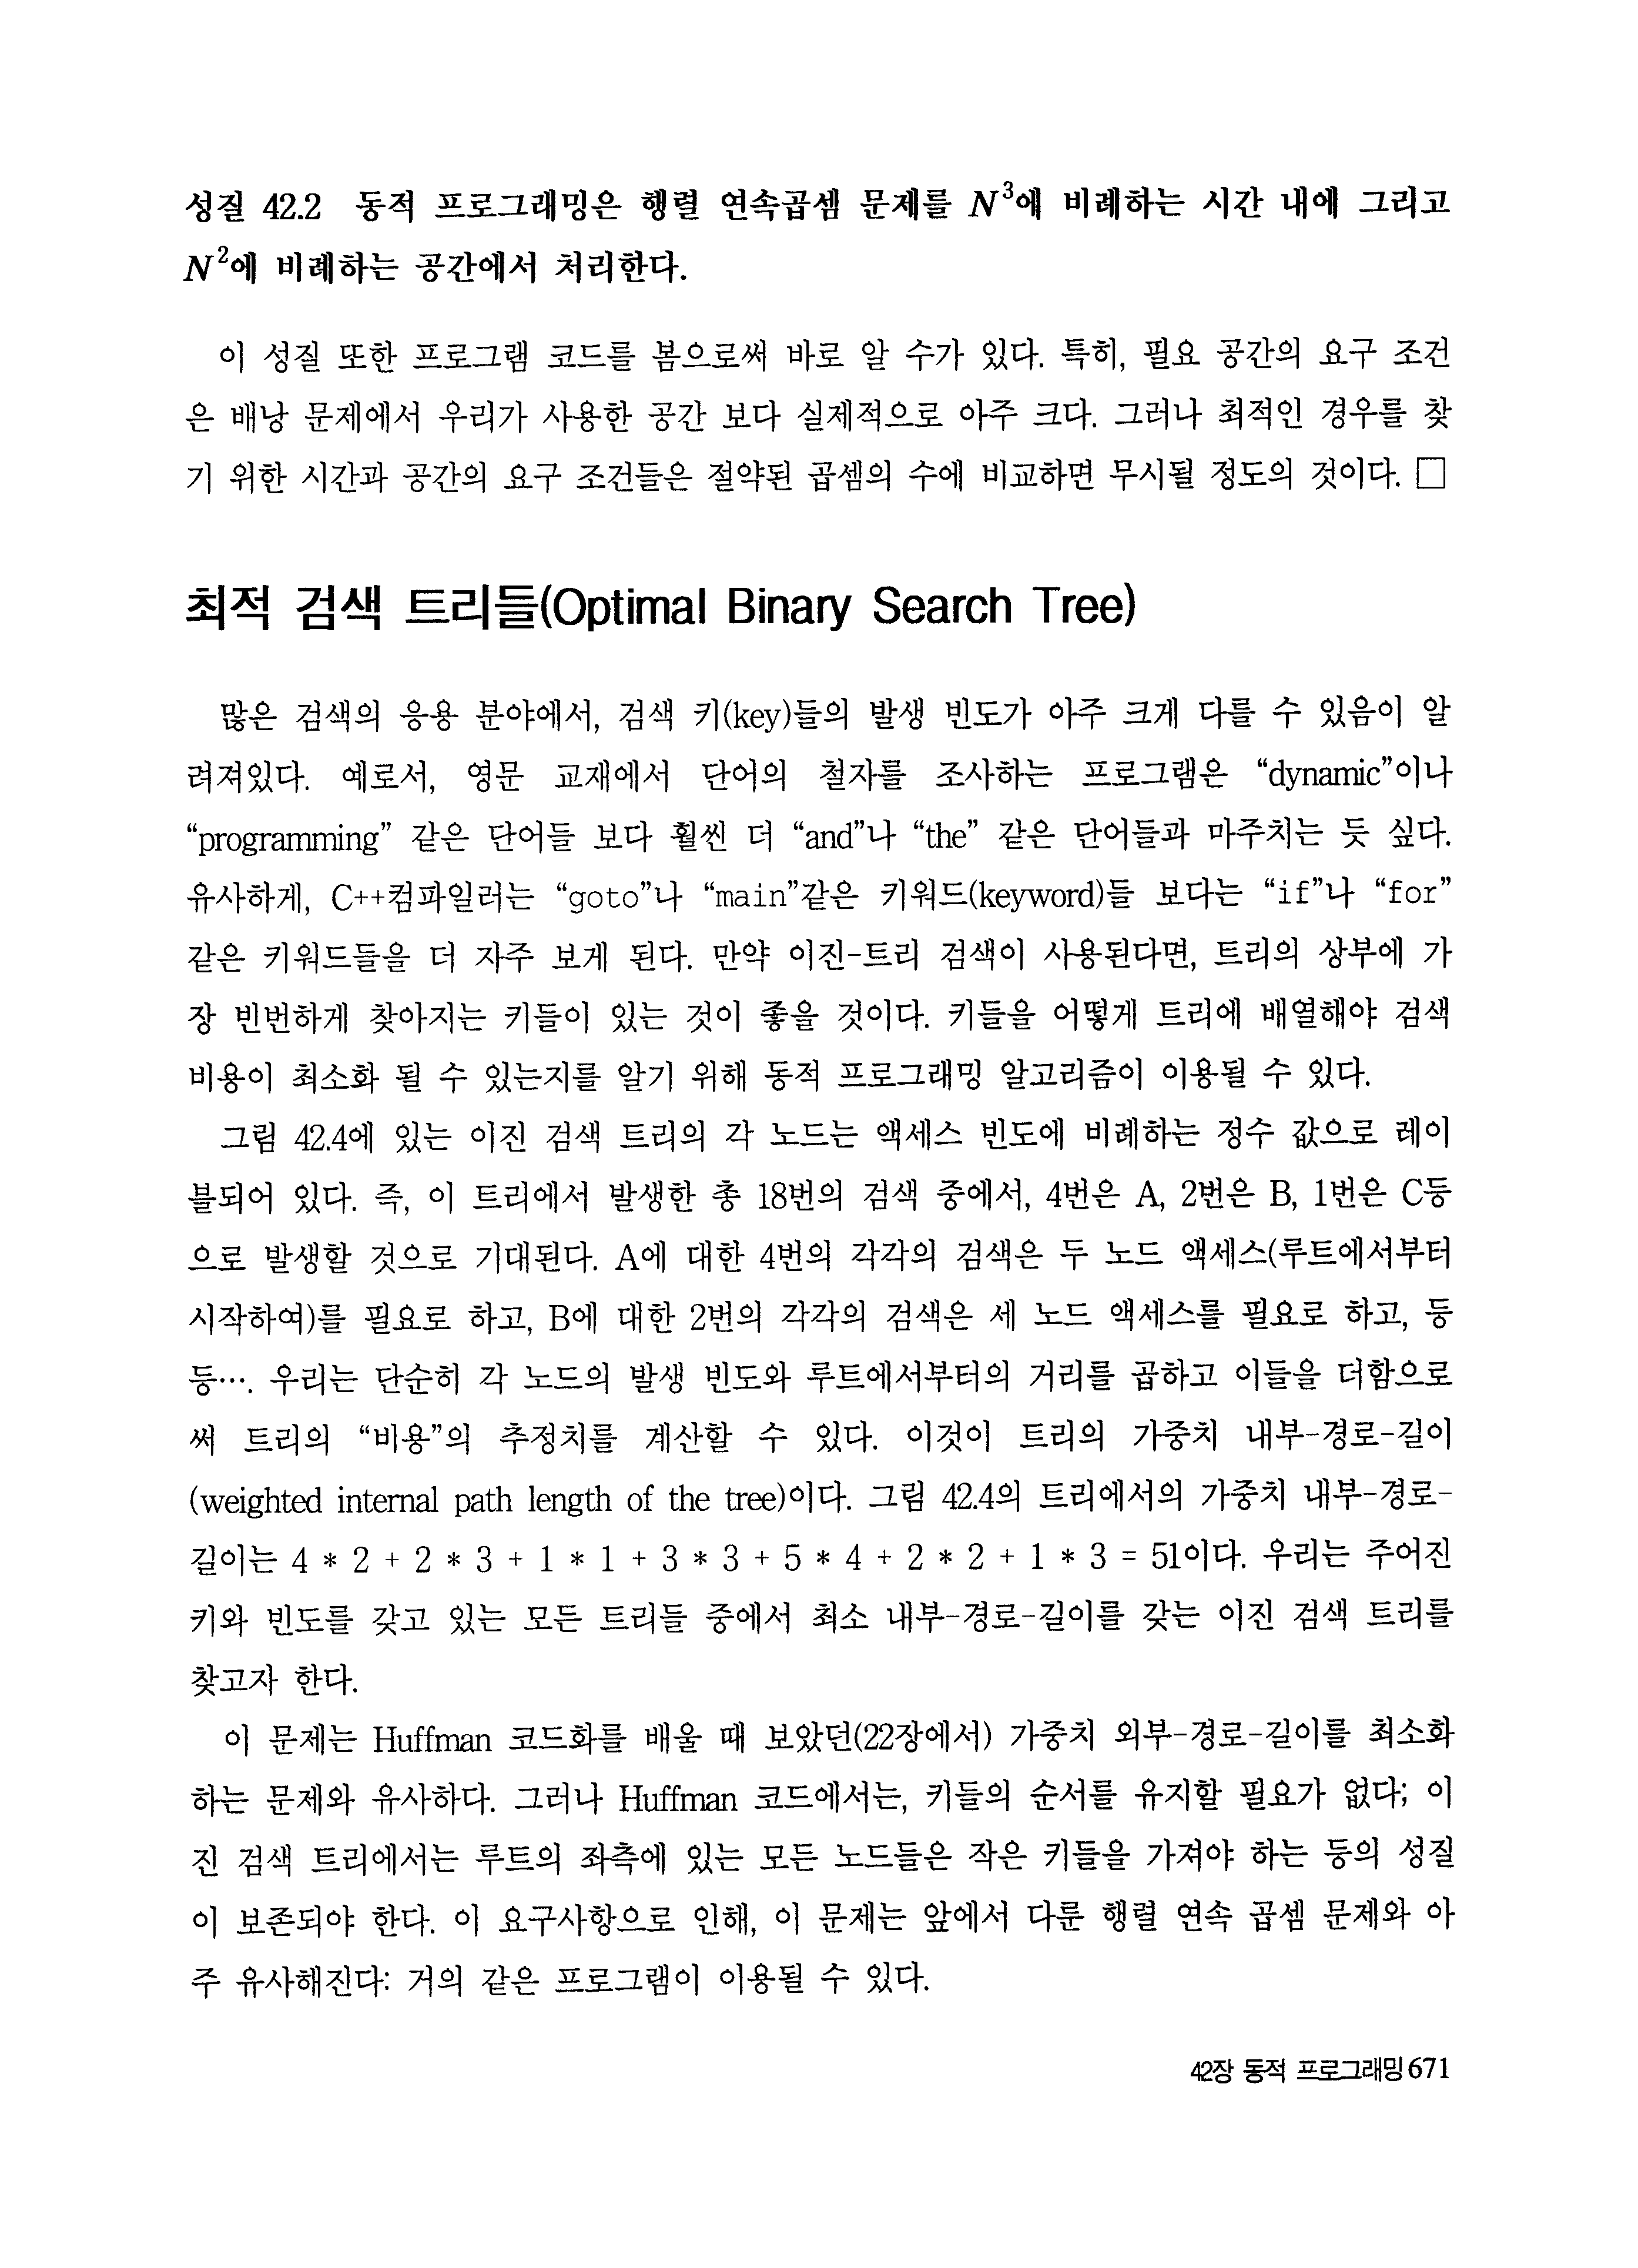 성질 42.2 동적 프로그래밍은 행렬 연속곱셈 문제를 N³에 비례하는 시간 내에 그리고
N²에 비례하는 공간에서 처리한다.
이 성질 또한 프로그램 코드를 봄으로써 바로 알 수가 있다. 특히, 필요 공간의 요구 조건
은 배낭 문제에서 우리가 사용한 공간 보다 실제적으로 아주 크다. 그러나 최적인 경우를 찾
기 위한 시간과 공간의 요구 조건들은 절약된 곱셈의 수에 비교하면 무시될 정도의 것이다. □
최적 검색 트리들(Optimal Binary Search Tree)
많은 검색의 응용 분야에서, 검색 키(key)들의 발생 빈도가 아주 크게 다를 수 있음이 알
려져있다. 예로서, 영문 교재에서 단어의 철자를 조사하는 프로그램은 “dynamic”이나
“programming” 같은 단어들 보다 훨씬 더 “and”나 “the” 같은 단어들과 마주치는 듯 싶다.
유사하게, C++컴파일러는 “goto”나 “main”같은 키워드(keyword)들 보다는 “if”나 “for”
같은 키워드들을 더 자주 보게 된다. 만약 이진-트리 검색이 사용된다면, 트리의 상부에 가
장 빈번하게 찾아지는 키들이 있는 것이 좋을 것이다. 키들을 어떻게 트리에 배열해야 검색
비용이 최소화 될 수 있는지를 알기 위해 동적 프로그래밍 알고리즘이 이용될 수 있다.
그림 42.4에 있는 이진 검색 트리의 각 노드는 액세스 빈도에 비례하는 정수 값으로 레이
블되어 있다. 즉, 이 트리에서 발생한 총 18번의 검색 중에서, 4번은 A, 2번은 B, 1번은 C등
으로 발생할 것으로 기대된다. A에 대한 4번의 각각의 검색은 두 노드 액세스(루트에서부터
시작하여)를 필요로 하고, B에 대한 2번의 각각의 검색은 세 노드 액세스를 필요로 하고, 등
등…. 우리는 단순히 각 노드의 발생 빈도와 루트에서부터의 거리를 곱하고 이들을 더함으로
써 트리의 “비용”의 추정치를 계산할 수 있다. 이것이 트리의 가중치 내부-경로-길이
(weighted internal path length of the tree)이다. 그림 42.4의 트리에서의 가중치 내부-경로-
길이는 4 * 2 + 2 * 3 + 1 * 1 + 3 * 3 + 5 * 4 + 2 * 2 + 1 * 3 = 51이다. 우리는 주어진
키와 빈도를 갖고 있는 모든 트리들 중에서 최소 내부-경로-길이를 갖는 이진 검색 트리를
찾고자 한다.
이 문제는 Huffman 코드화를 배울 때 보았던(22장에서) 가중치 외부-경로-길이를 최소화
하는 문제와 유사하다. 그러나 Huffman 코드에서는, 키들의 순서를 유지할 필요가 없다; 이
진 검색 트리에서는 루트의 좌측에 있는 모든 노드들은 작은 키들을 가져야 하는 등의 성질
이 보존되야 한다. 이 요구사항으로 인해, 이 문제는 앞에서 다룬 행렬 연속 곱셈 문제와 아
주 유사해진다: 거의 같은 프로그램이 이용될 수 있다.
42장 동적 프로그래밍 671